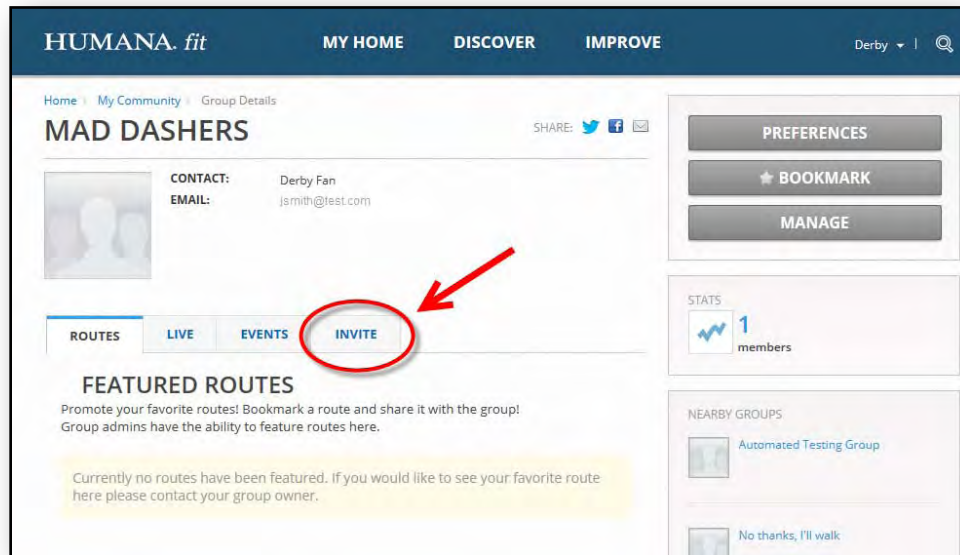 HUMANA. fit
MY HOME
DISCOVER
IMPROVE
Derby
Home
My Community
Group Details
MAD DASHERS
SHARE:
CONTACT: Derby Fan
EMAIL: jsmith@test.com
ROUTES
LIVE
EVENTS
INVITE
FEATURED ROUTES
Promote your favorite routes! Bookmark a route and share it with the group!
Group admins have the ability to feature routes here.
Currently no routes have been featured. If you would like to see your favorite route
here please contact your group owner.
PREFERENCES
BOOKMARK
MANAGE
STATS
1
members
NEARBY GROUPS
Automated Testing Group
No thanks, I'll walk